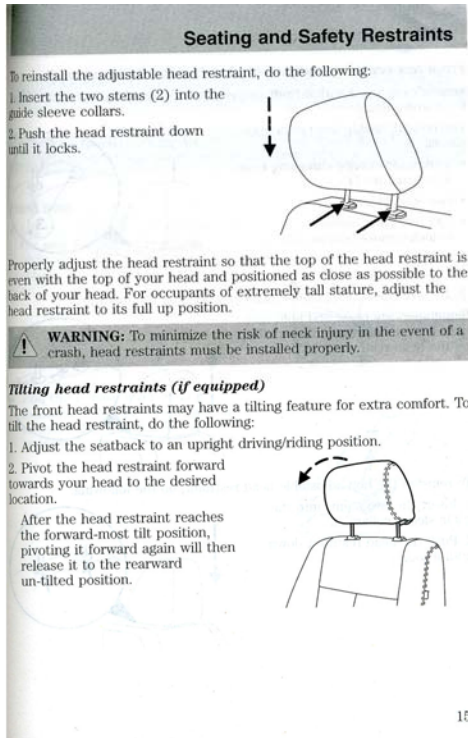 Seating and Safety Restraints
To reinstall the adjustable head restraint, do the following:
1. Insert the two stems (2) into the
guide sleeve collars.
2. Push the head restraint down
until it locks.
Properly adjust the head restraint so that the top of the head restraint is
even with the top of your head and positioned as close as possible to the
back of your head. For occupants of extremely tall stature, adjust the
head restraint to its full up position.
WARNING: To minimize the risk of neck injury in the event of a
crash, head restraints must be installed properly.
Tilting head restraints (if equipped)
The front head restraints may have a tilting feature for extra comfort. To
tilt the head restraint, do the following:
1. Adjust the seatback to an upright driving/riding position.
2. Pivot the head restraint forward
towards your head to the desired
location.
After the head restraint reaches
the forward-most tilt position,
pivoting it forward again will then
release it to the rearward
un-tilted position.